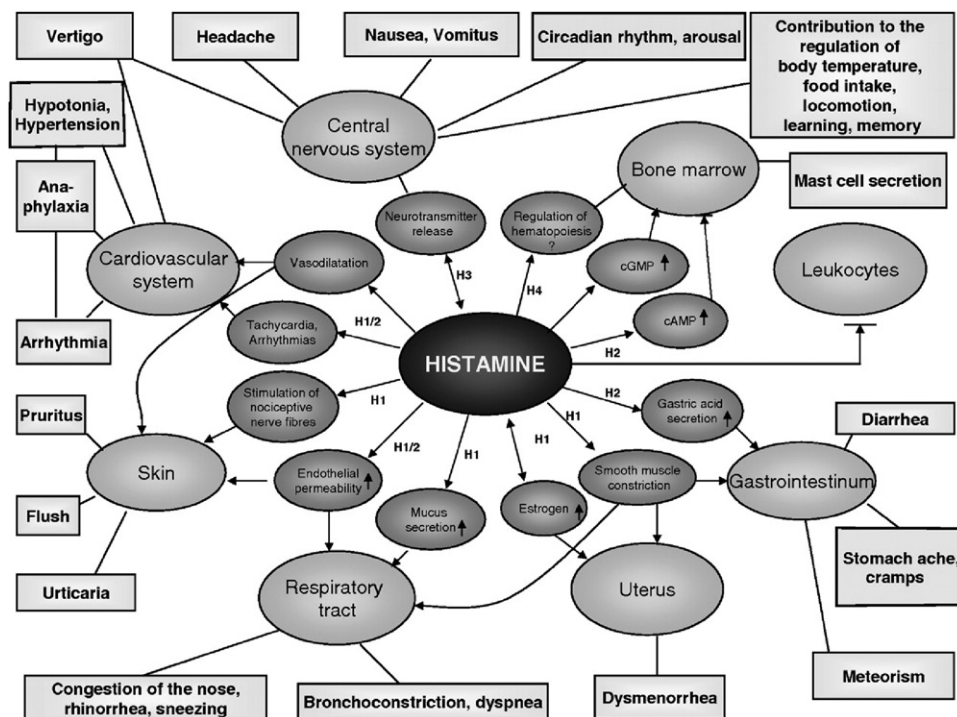 Vertigo
Headache
Nausea, Vomitus
Circadian rhythm, arousal
Contribution to the
regulation of
body temperature,
food intake,
locomotion,
learning, memory
Hypotonia,
Hypertension
Central
nervous system
Bone marrow
Mast cell secretion
Ana-
phylaxia
Neurotransmitter
release
Regulation of
hematopoiesis
?
Cardiovascular
system
Vasodilatation
cGMP
Leukocytes
H3
H4
cAMP
Arrhythmia
Tachycardia,
Arrhythmias
H1/2
HISTAMINE
H2
Pruritus
Stimulation of
nociceptive
nerve fibres
H1
H2
Gastric acid
secretion
Diarrhea
H1
H1/2
H1
H1
Skin
Endothelial
permeability
Smooth muscle
constriction
Gastrointestinum
Flush
Mucus
secretion
Estrogen
Stomach ache,
cramps
Urticaria
Respiratory
tract
Uterus
Meteorism
Congestion of the nose,
rhinorrhea, sneezing
Bronchoconstriction, dyspnea
Dysmenorrhea